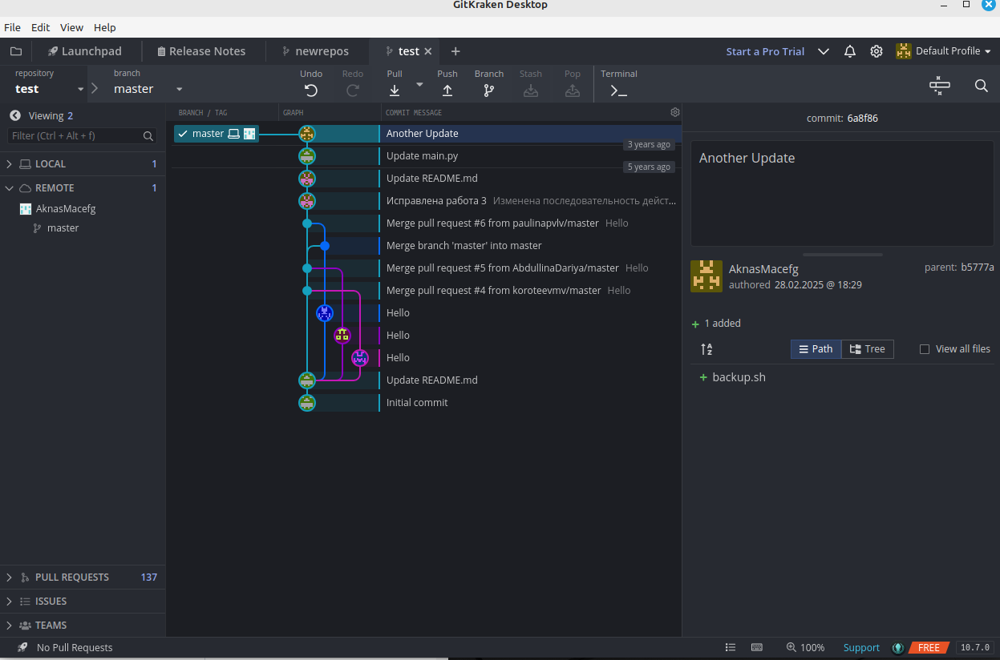 GitKraken Desktop
File Edit View Help
Launchpad Release Notes newrepos test Start a Pro Trial Default Profile
repository branch Undo Redo Pull Push Branch Stash Pop Terminal
test master
Viewing 2
Filter (Ctrl + Alt + f)
LOCAL 1
REMOTE 1
AknasMacefg
master
PULL REQUESTS 137
ISSUES
TEAMS
BRANCH / TAG GRAPH COMMIT MESSAGE
master Another Update
3 years ago
Update main.py
5 years ago
Update README.md
Исправлена работа 3 Изменена последовательность дейст...
Merge pull request #6 from paulinapvlv/master Hello
Merge branch 'master' into master
Merge pull request #5 from AbdullinaDariya/master Hello
Merge pull request #4 from koroteevmv/master Hello
Hello
Hello
Hello
Update README.md
Initial commit
commit: 6a8f86
Another Update
AknasMacefg parent: b5777a
authored 28.02.2025 @ 18:29
+ 1 added
Path Tree View all files
+ backup.sh
No Pull Requests 100% Support FREE 10.7.0